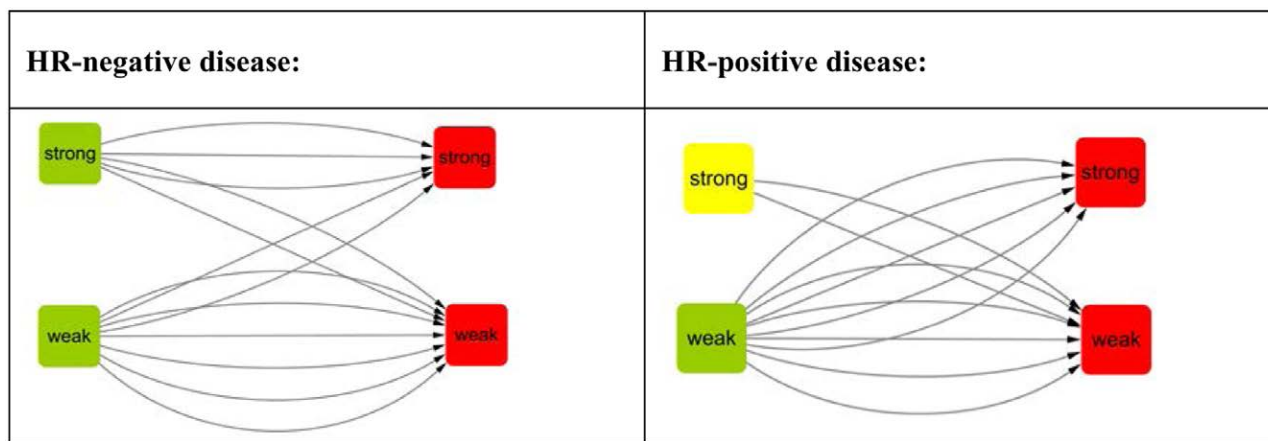 HR-negative disease:
HR-positive disease:
strong
strong
weak
weak
strong
strong
weak
weak